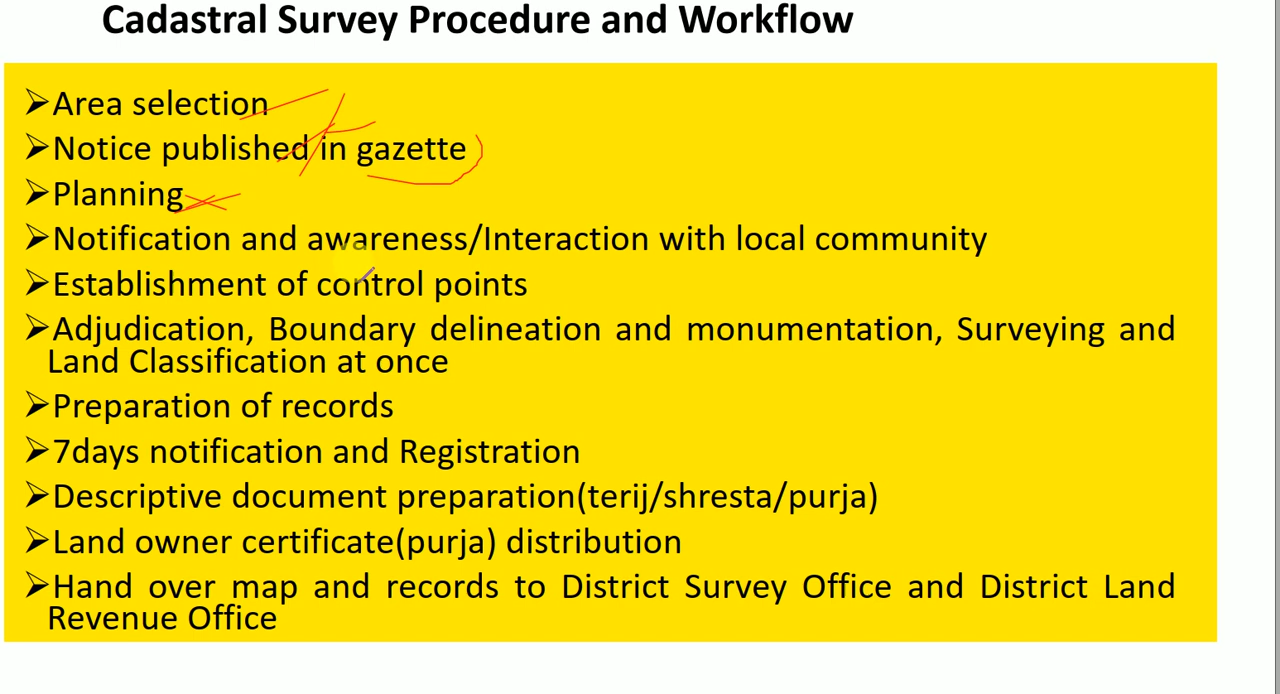 Cadastral Survey Procedure and Workflow
➢Area selection
➢Notice published in gazette
➢Planning
➢Notification and awareness/Interaction with local community
➢Establishment of control points
➢Adjudication, Boundary delineation and monumentation, Surveying and
Land Classification at once
➢Preparation of records
➢7days notification and Registration
➢Descriptive document preparation(terij/shresta/purja)
➢Land owner certificate(purja) distribution
➢Hand over map and records to District Survey Office and District Land
Revenue Office